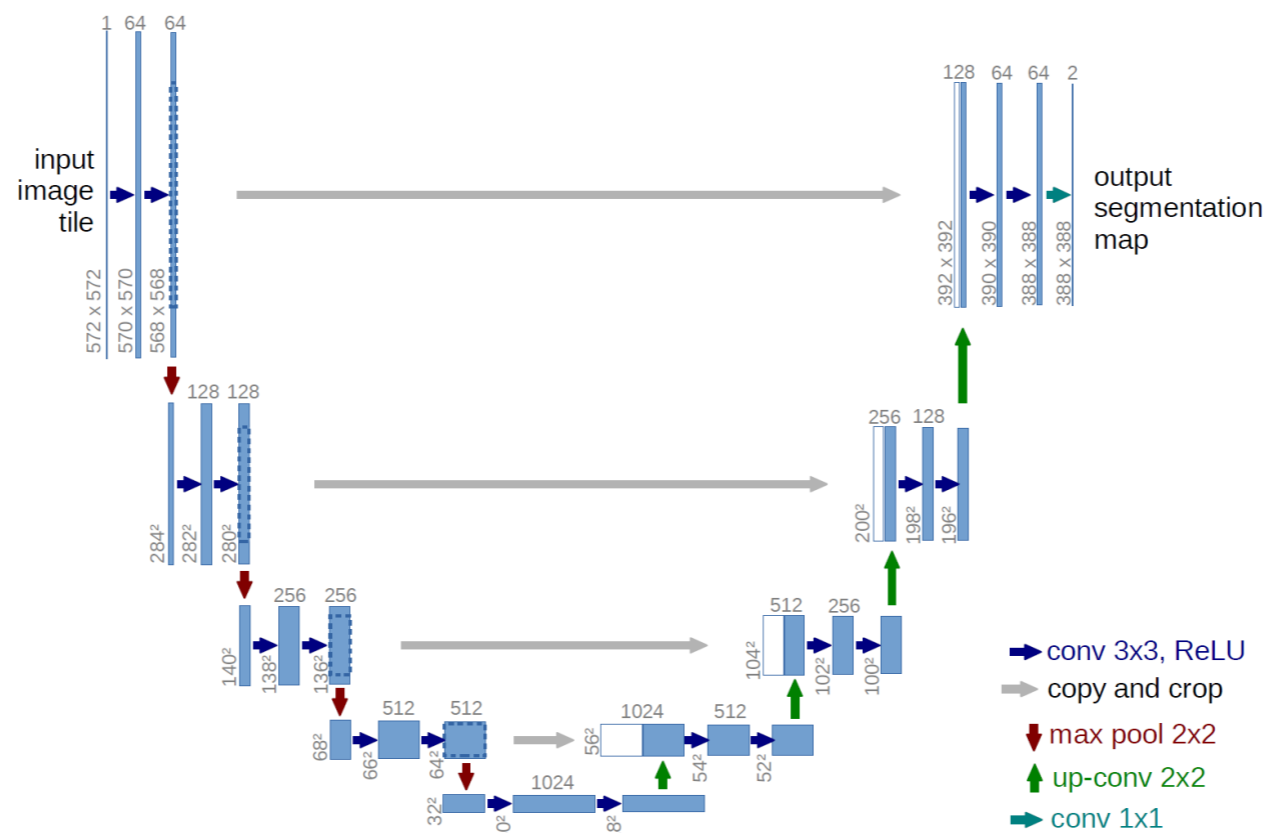 1 64 64
input
image
tile
572 x 572
570 x 570
568 x 568
128 64 64 2
output
segmentation
map
392 x 392
390 x 390
388 x 388
388 x 388
128 128
284²
282²
280²
256 128
200²
198²
196²
256 256
140²
138²
136²
512 256
104²
102²
100²
512 512
68²
66²
64²
1024 512
56²
54²
52²
1024
32²
0²
8²
conv 3x3, ReLU
copy and crop
max pool 2x2
up-conv 2x2
conv 1x1